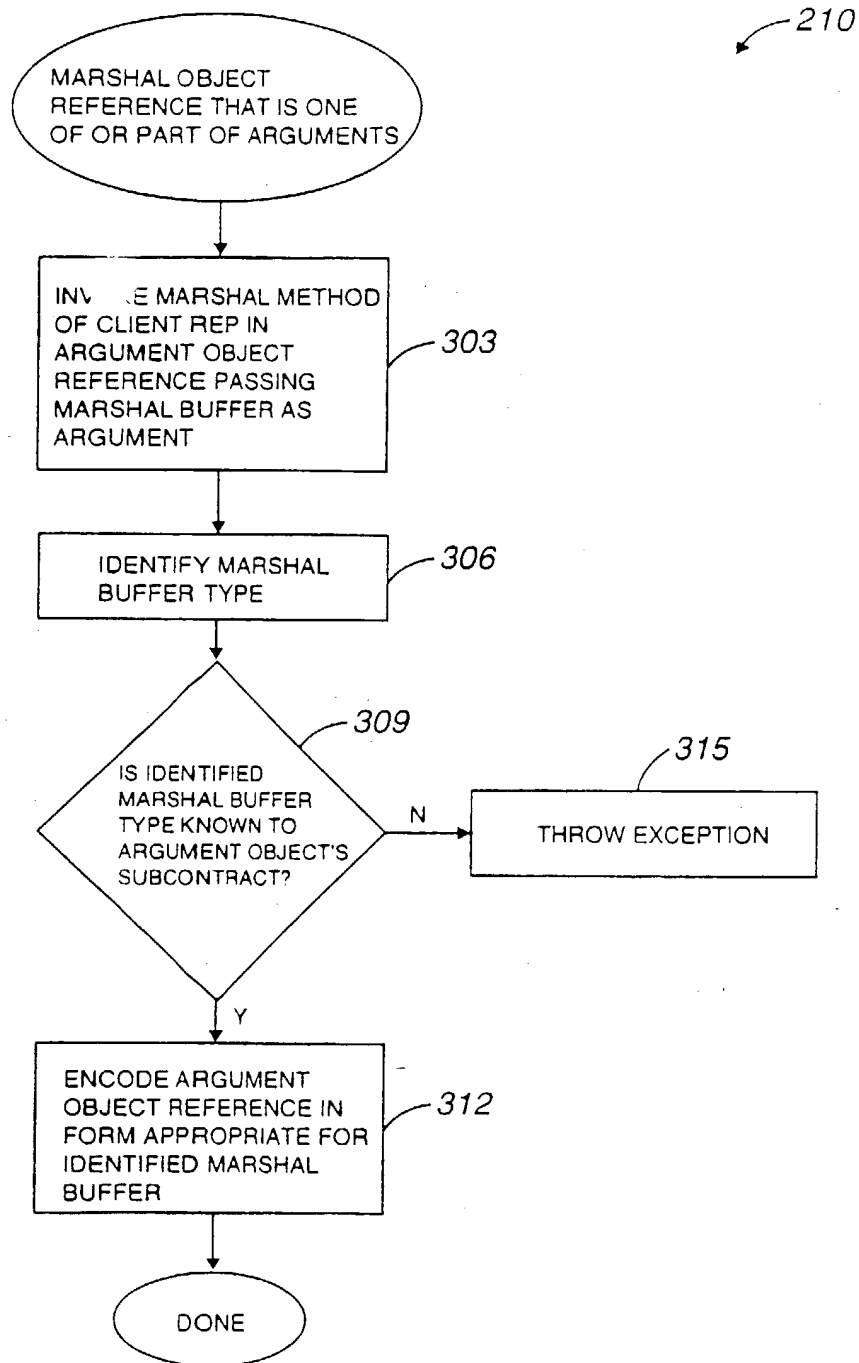 210
MARSHAL OBJECT
REFERENCE THAT IS ONE
OF OR PART OF ARGUMENTS
MARSHAL METHOD
OF CLIENT REP IN
ARGUMENT OBJECT
REFERENCE PASSING
MARSHAL BUFFER AS
ARGUMENT
303
IDENTIFY MARSHAL
BUFFER TYPE
306
309
IS IDENTIFIED
MARSHAL BUFFER
TYPE KNOWN TO
ARGUMENT OBJECT'S
SUBCONTRACT?
N
315
THROW EXCEPTION
Y
ENCODE ARGUMENT
OBJECT REFERENCE IN
FORM APPROPRIATE FOR
IDENTIFIED MARSHAL
BUFFER
312
DONE